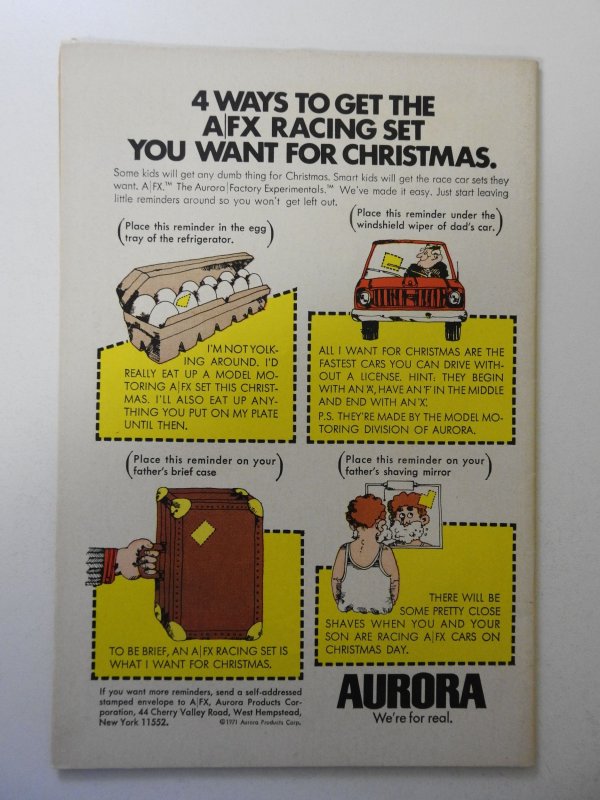 4 WAYS TO GET THE
A|FX RACING SET
YOU WANT FOR CHRISTMAS.
Some kids will get any dumb thing for Christmas. Smart kids will get the race car sets they
want. A|FX.™ The Aurora|Factory Experimentals.™ We've made it easy. Just start leaving
little reminders around so you won't get left out.
(Place this reminder in the egg
tray of the refrigerator.)
I'M NOT YOLK-
ING AROUND. I'D
REALLY EAT UP A MODEL MO-
TORING A|FX SET THIS CHRIST-
MAS. I'LL ALSO EAT UP ANY-
THING YOU PUT ON MY PLATE
UNTIL THEN.
(Place this reminder under the
windshield wiper of dad's car.)
ALL I WANT FOR CHRISTMAS ARE THE
FASTEST CARS YOU CAN DRIVE WITH-
OUT A LICENSE. HINT: THEY BEGIN
WITH AN 'A', HAVE AN 'F' IN THE MIDDLE
AND END WITH AN 'X'.
P.S. THEY'RE MADE BY THE MODEL MO-
TORING DIVISION OF AURORA.
(Place this reminder on your
father's brief case)
TO BE BRIEF, AN A|FX RACING SET IS
WHAT I WANT FOR CHRISTMAS.
(Place this reminder on your
father's shaving mirror)
THERE WILL BE
SOME PRETTY CLOSE
SHAVES WHEN YOU AND YOUR
SON ARE RACING A|FX CARS ON
CHRISTMAS DAY.
If you want more reminders, send a self-addressed
stamped envelope to A|FX, Aurora Products Cor-
poration, 44 Cherry Valley Road, West Hempstead,
New York 11552. ©1971 Aurora Products Corp.
AURORA
We're for real.